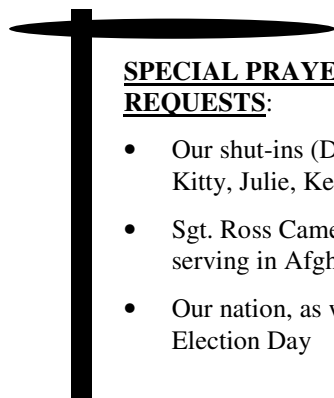 SPECIAL PRAYE
REQUESTS:
• Our shut-ins (D
Kitty, Julie, Ke
• Sgt. Ross Came
serving in Afgh
• Our nation, as w
Election Day